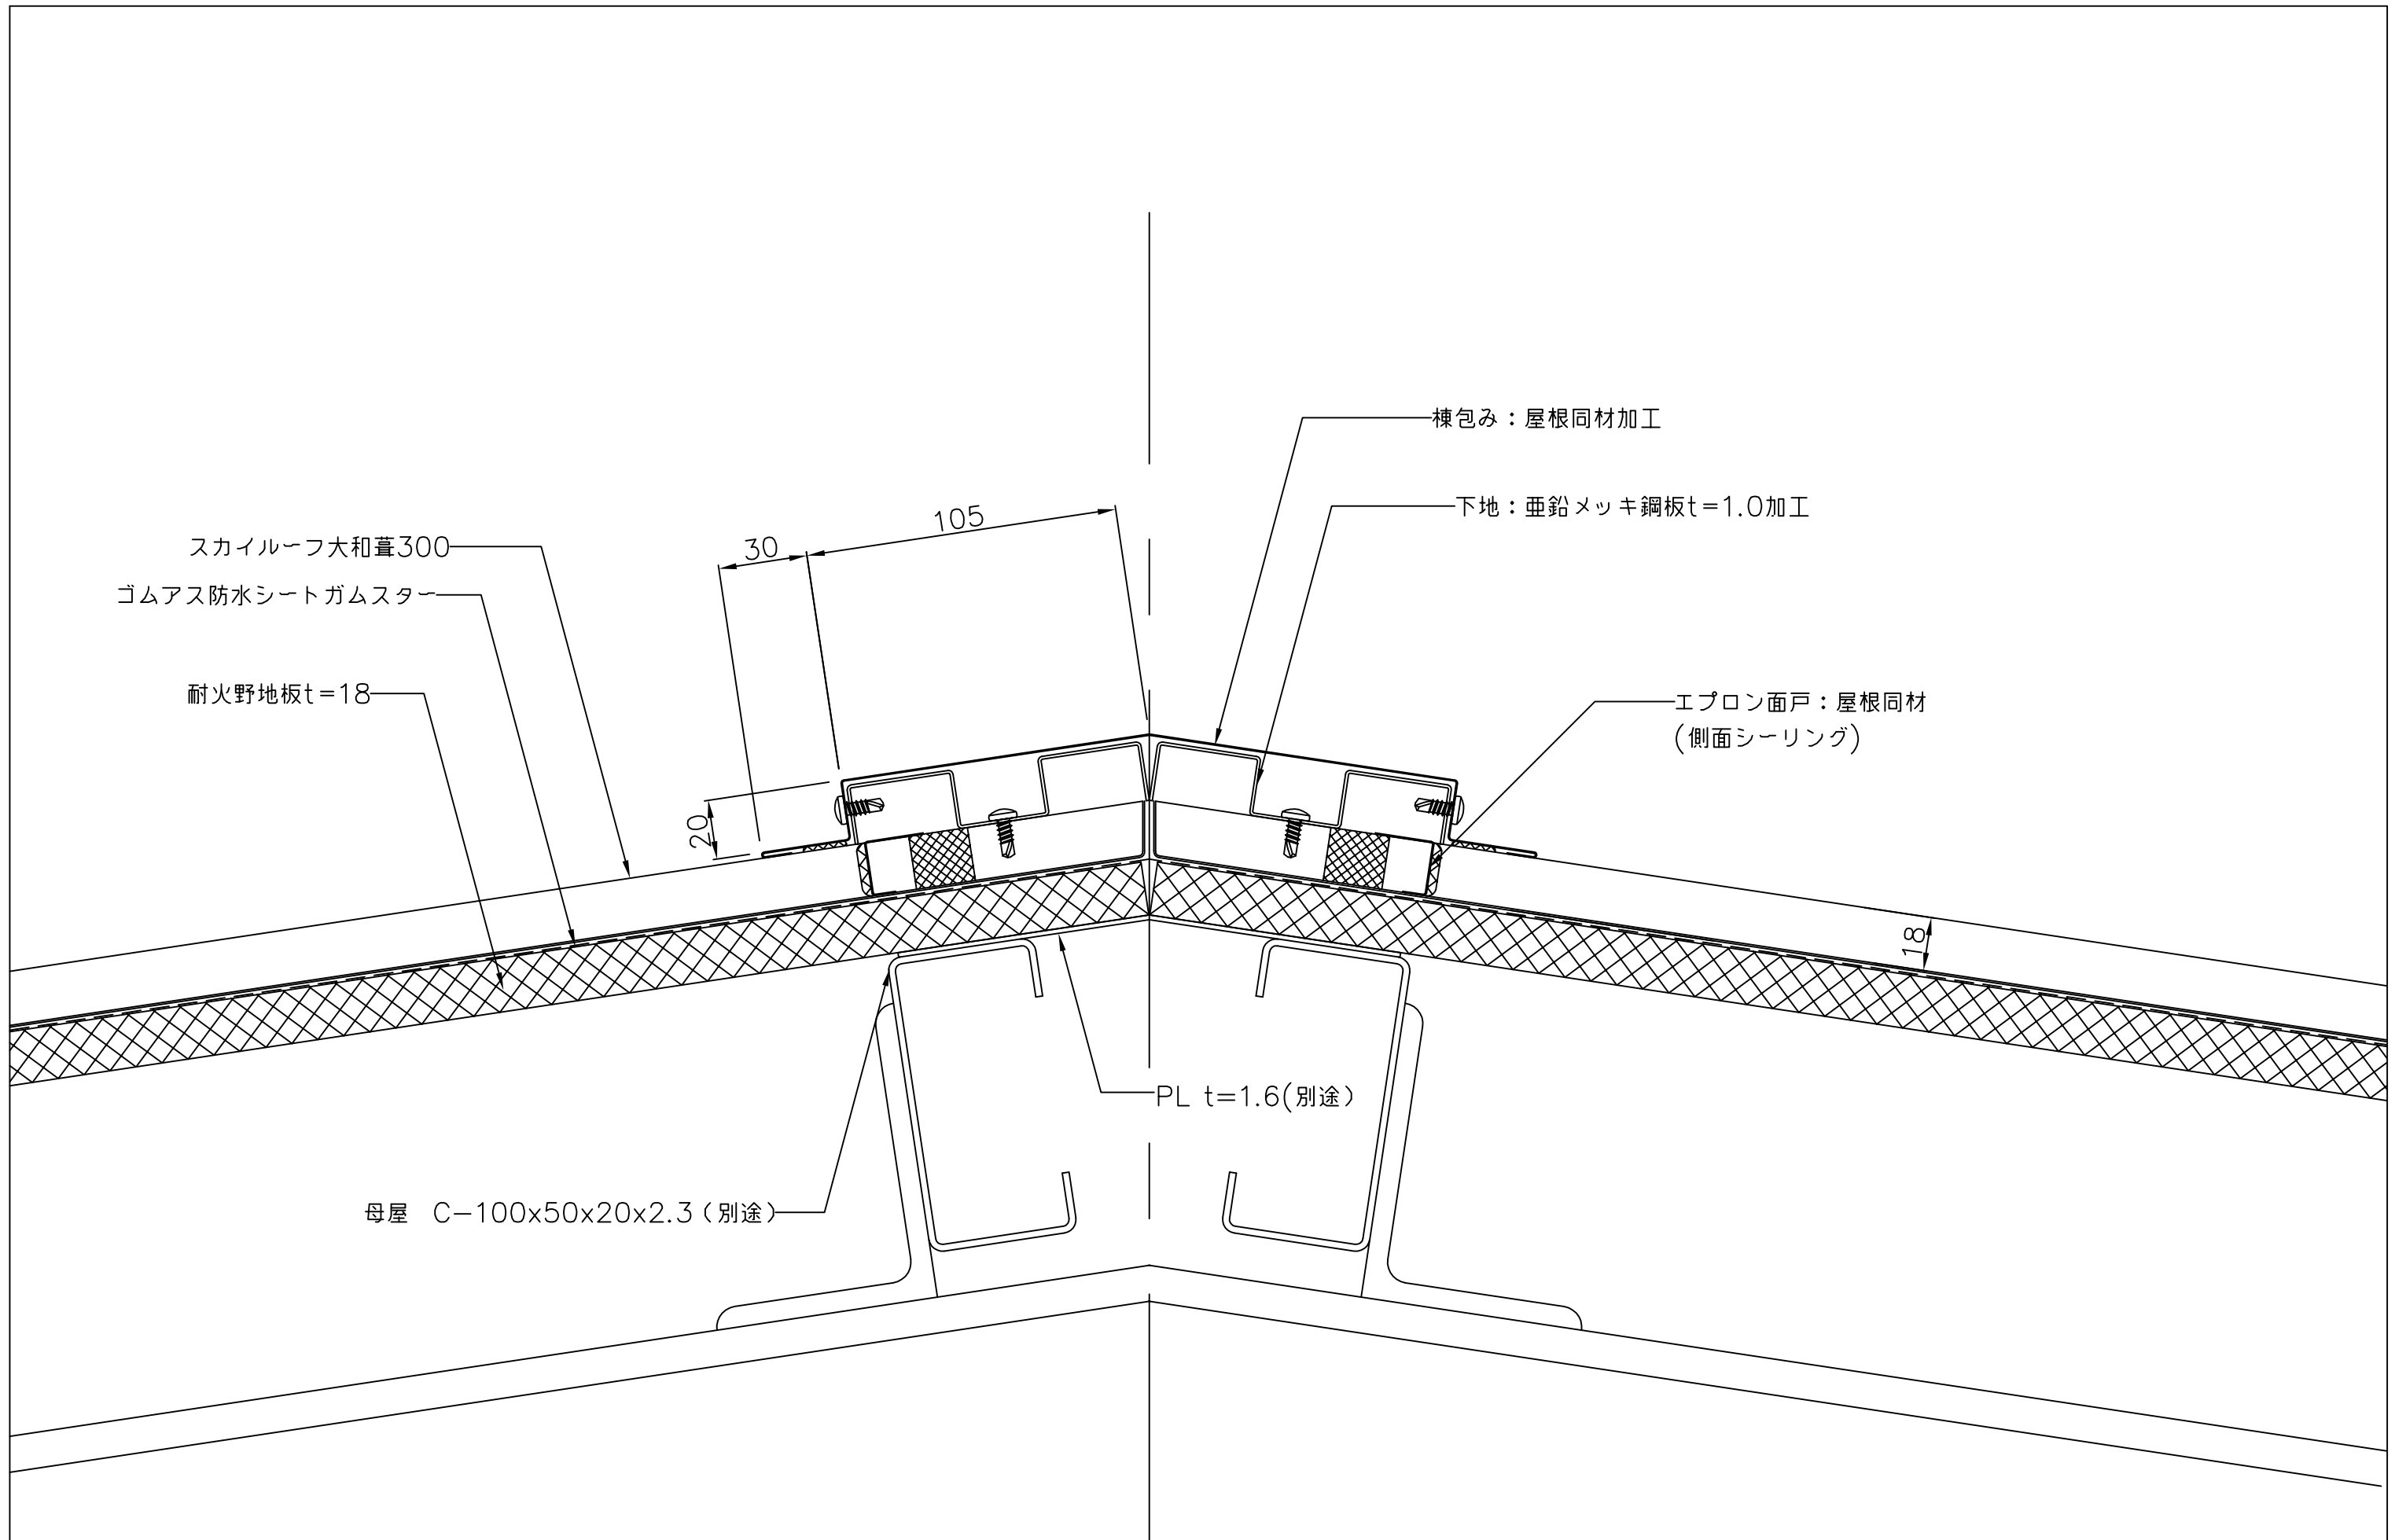 棟包み：屋根同材加工
下地：亜鉛メッキ鋼板t=1.0加工
105
30
スカイルーフ大和葺300
ゴムアス防水シートガムスター
耐火野地板t=18
エプロン面戸：屋根同材
(側面シーリング)
20
18
PL t=1.6(別途)
母屋　C-100x50x20x2.3(別途)